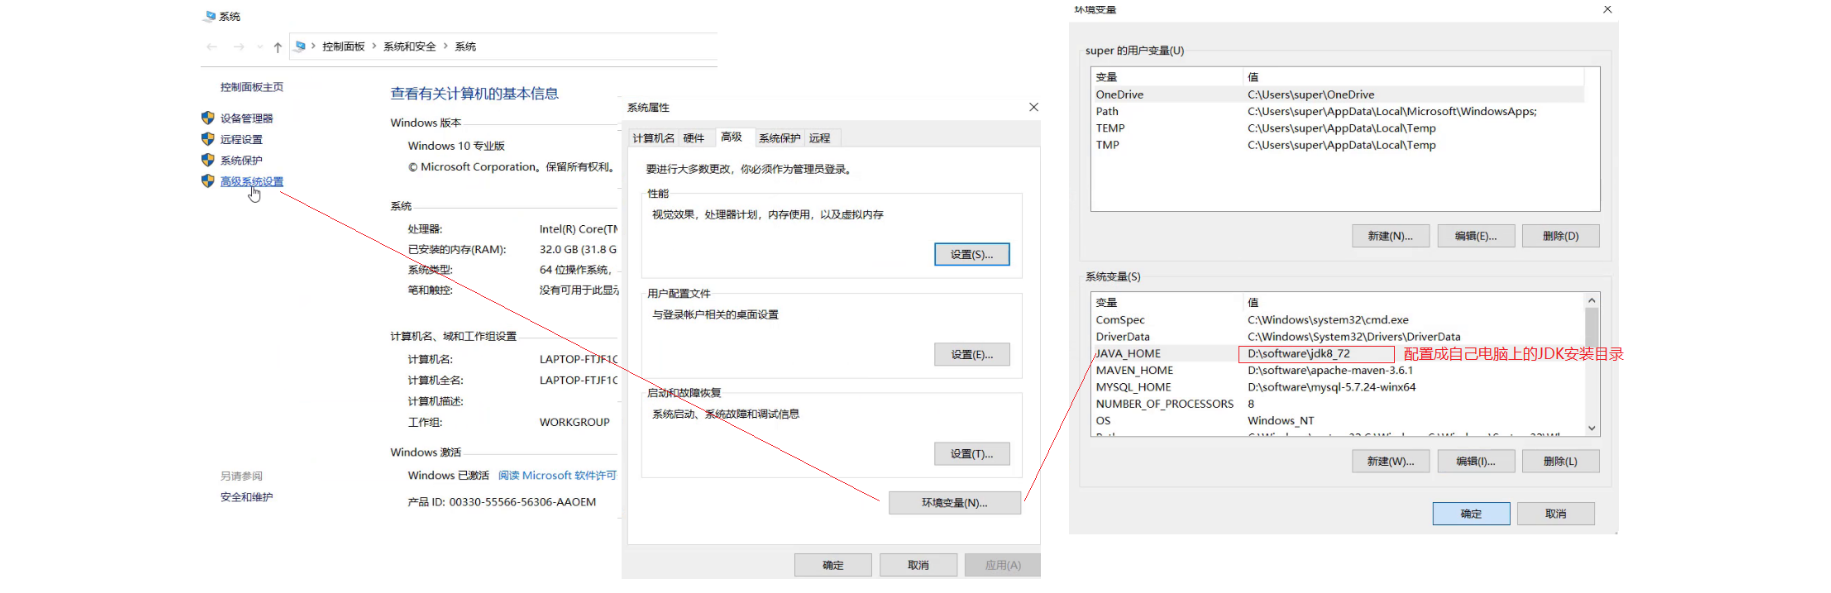 系统
控制面板 > 系统和安全 > 系统
控制面板主页
设备管理器
远程设置
系统保护
高级系统设置
另请参阅
安全和维护
查看有关计算机的基本信息
Windows 版本
Windows 10 专业版
© Microsoft Corporation。保留所有权利。
系统
处理器: Intel(R) Core(TM
已安装的内存(RAM): 32.0 GB (31.8 G
系统类型: 64 位操作系统,
笔和触控: 没有可用于此显示
计算机名、域和工作组设置
计算机名: LAPTOP-FTJF1C
计算机全名: LAPTOP-FTJF1C
计算机描述:
工作组: WORKGROUP
Windows 激活
Windows 已激活 阅读 Microsoft 软件许可
产品 ID: 00330-55566-56306-AAOEM
系统属性
计算机名 硬件 高级 系统保护 远程
要进行大多数更改，你必须作为管理员登录。
性能
视觉效果，处理器计划，内存使用，以及虚拟内存
设置(S)...
用户配置文件
与登录帐户相关的桌面设置
设置(E)...
启动和故障恢复
系统启动、系统故障和调试信息
设置(T)...
环境变量(N)...
确定 取消 应用(A)
环境变量
super 的用户变量(U)
变量 值
OneDrive C:\Users\super\OneDrive
Path C:\Users\super\AppData\Local\Microsoft\WindowsApps;
TEMP C:\Users\super\AppData\Local\Temp
TMP C:\Users\super\AppData\Local\Temp
新建(N)... 编辑(E)... 删除(D)
系统变量(S)
变量 值
ComSpec C:\Windows\system32\cmd.exe
DriverData C:\Windows\System32\Drivers\DriverData
JAVA_HOME D:\software\jdk8_72 配置成自己电脑上的JDK安装目录
MAVEN_HOME D:\software\apache-maven-3.6.1
MYSQL_HOME D:\software\mysql-5.7.24-winx64
NUMBER_OF_PROCESSORS 8
OS Windows_NT
新建(W)... 编辑(I)... 删除(L)
确定 取消